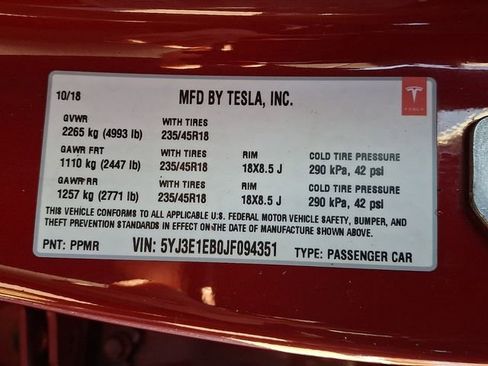 10/18 MFD BY TESLA, INC.
TESLA
GVWR WITH TIRES
2265 kg (4993 lb) 235/45R18
GAWR FRT WITH TIRES RIM COLD TIRE PRESSURE
1110 kg (2447 lb) 235/45R18 18X8.5 J 290 kPa, 42 psi
GAWR RR WITH TIRES RIM COLD TIRE PRESSURE
1257 kg (2771 lb) 235/45R18 18X8.5 J 290 kPa, 42 psi
THIS VEHICLE CONFORMS TO ALL APPLICABLE U.S. FEDERAL MOTOR VEHICLE SAFETY, BUMPER, AND
THEFT PREVENTION STANDARDS IN EFFECT ON THE DATE OF MANUFACTURE SHOWN ABOVE.
PNT: PPMR VIN: 5YJ3E1EB0JF094351 TYPE: PASSENGER CAR